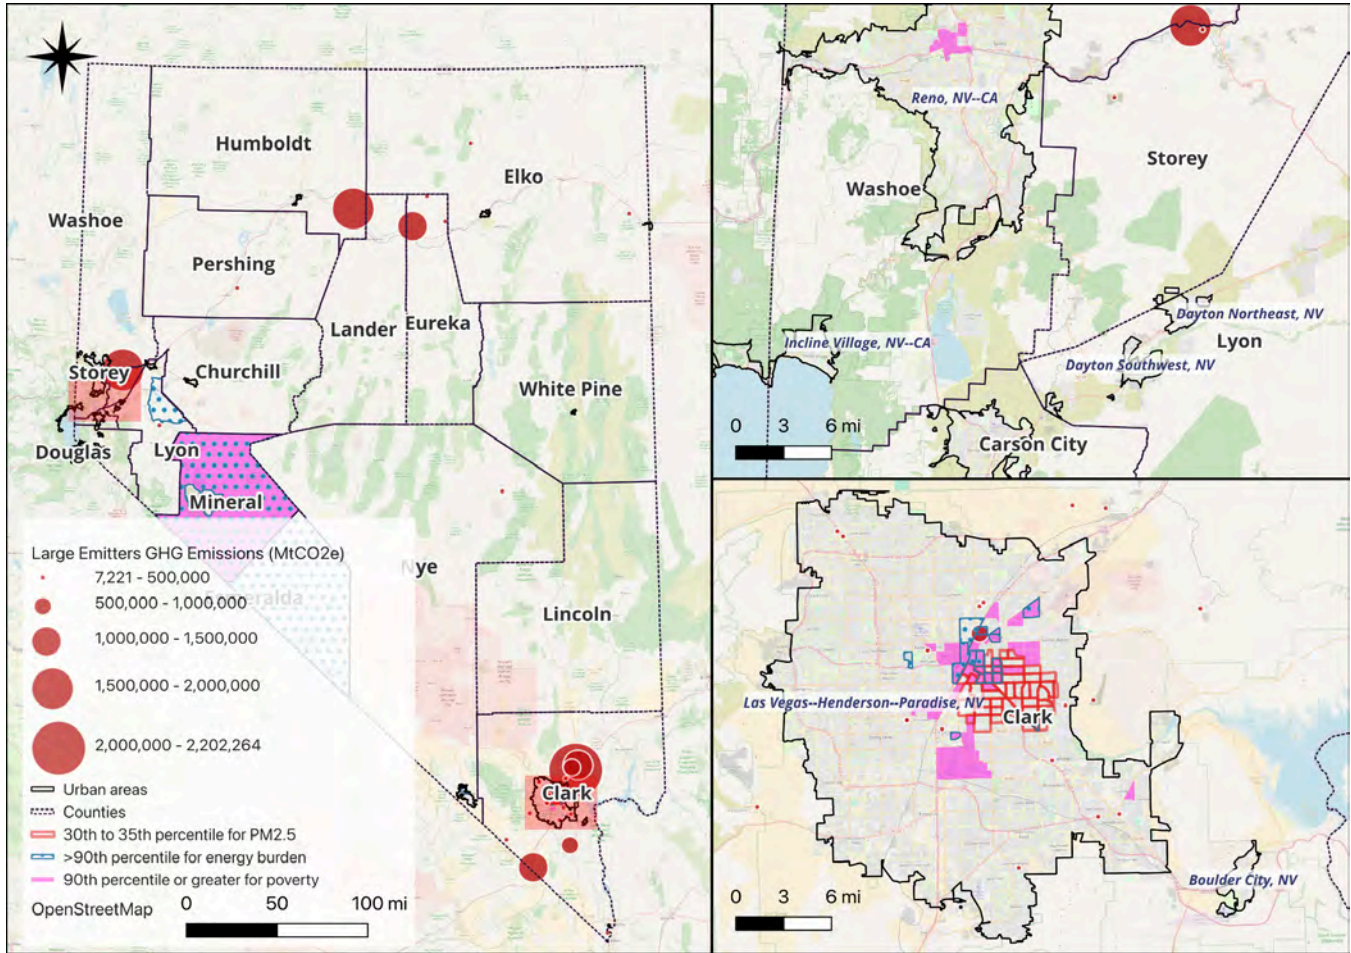 Humboldt
Elko
Washoe
Pershing
Lander
Eureka
Storey
Churchill
White Pine
Douglas
Lyon
Mineral
Nye
Esmeralda
Lincoln
Clark
Large Emitters GHG Emissions (MtCO2e)
7,221 - 500,000
500,000 - 1,000,000
1,000,000 - 1,500,000
1,500,000 - 2,000,000
2,000,000 - 2,202,264
Urban areas
Counties
30th to 35th percentile for PM2.5
>90th percentile for energy burden
90th percentile or greater for poverty
OpenStreetMap
0 50 100 mi
Reno, NV--CA
Storey
Washoe
Dayton Northeast, NV
Incline Village, NV--CA
Lyon
Dayton Southwest, NV
0 3 6 mi
Carson City
Las Vegas--Henderson--Paradise, NV
Clark
Boulder City, NV
0 3 6 mi